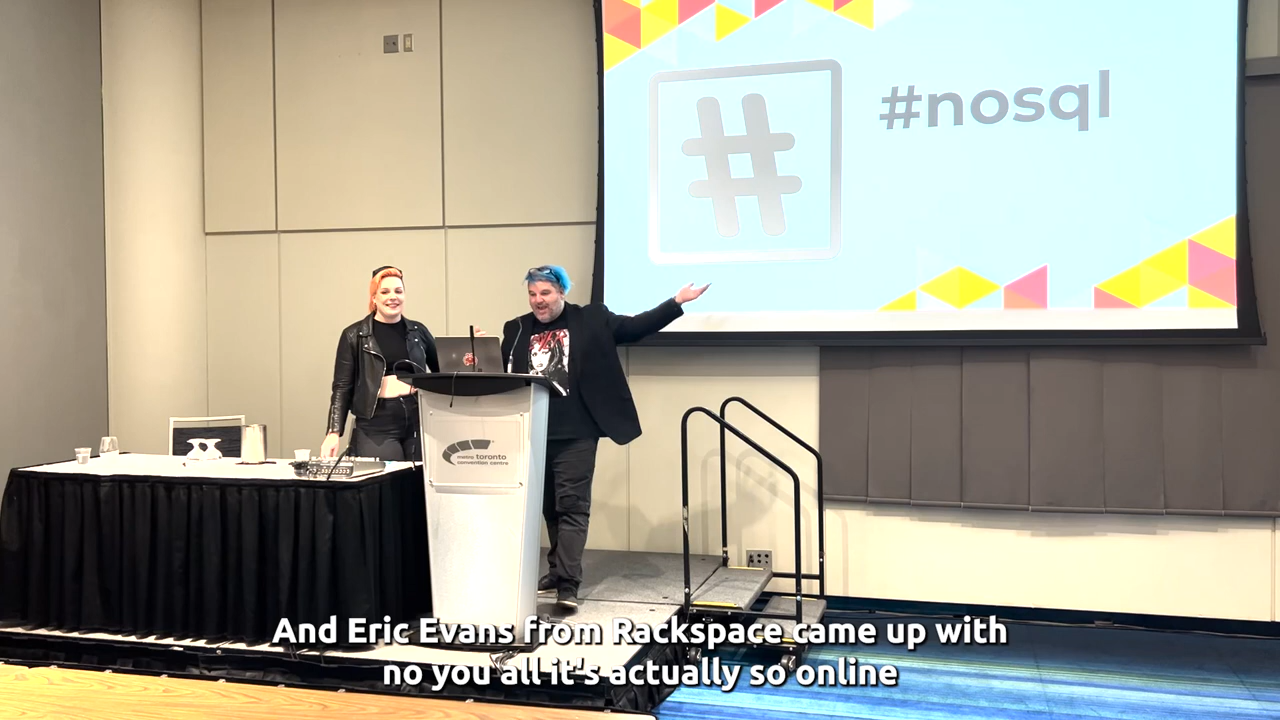 #nosql
#
metro toronto
convention centre
And Eric Evans from Rackspace came up with
no you all it's actually so online